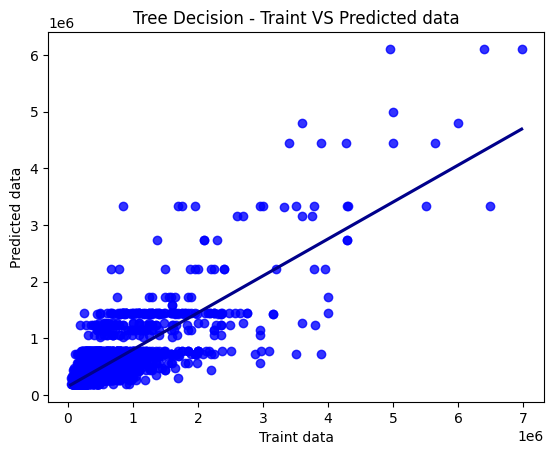 Tree Decision - Traint VS Predicted data
1e6
6
5
4
3
2
1
0
Predicted data
0 1 2 3 4 5 6 7
1e6
Traint data